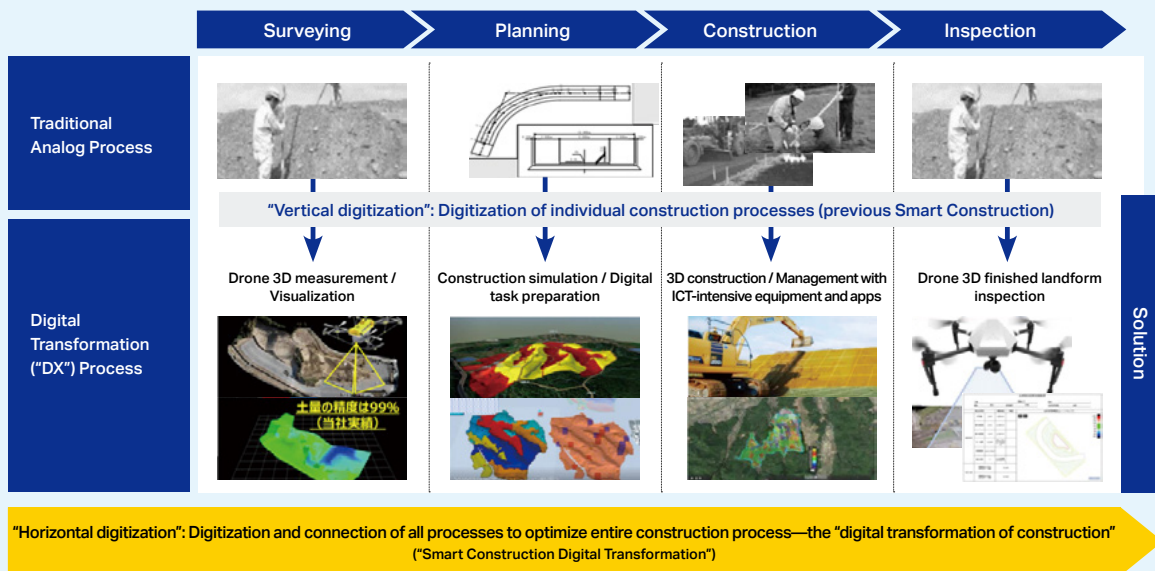 Surveying
Planning
Construction
Inspection
Traditional
Analog Process
“Vertical digitization”: Digitization of individual construction processes (previous Smart Construction)
Digital
Transformation
(“DX”) Process
Drone 3D measurement /
Visualization
Construction simulation / Digital
task preparation
3D construction / Management with
ICT-intensive equipment and apps
Drone 3D finished landform
inspection
土量の精度は99%
（当社実績）
Solution
“Horizontal digitization”: Digitization and connection of all processes to optimize entire construction process—the “digital transformation of construction”
(“Smart Construction Digital Transformation”)